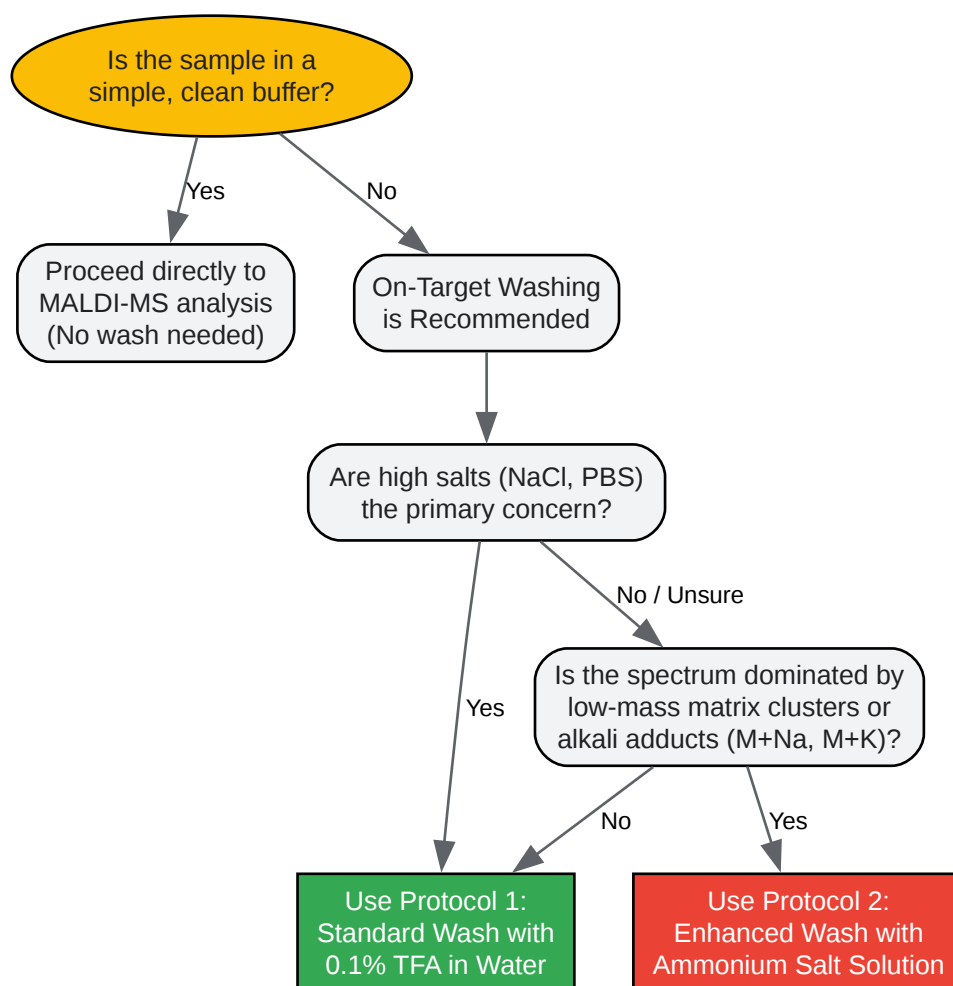 Is the sample in a
simple, clean buffer?
Yes
No
Proceed directly to
MALDI-MS analysis
(No wash needed)
On-Target Washing
is Recommended
Are high salts (NaCl, PBS)
the primary concern?
No / Unsure
Yes
Is the spectrum dominated by
low-mass matrix clusters or
alkali adducts (M+Na, M+K)?
No
Yes
Use Protocol 1:
Standard Wash with
0.1% TFA in Water
Use Protocol 2:
Enhanced Wash with
Ammonium Salt Solution